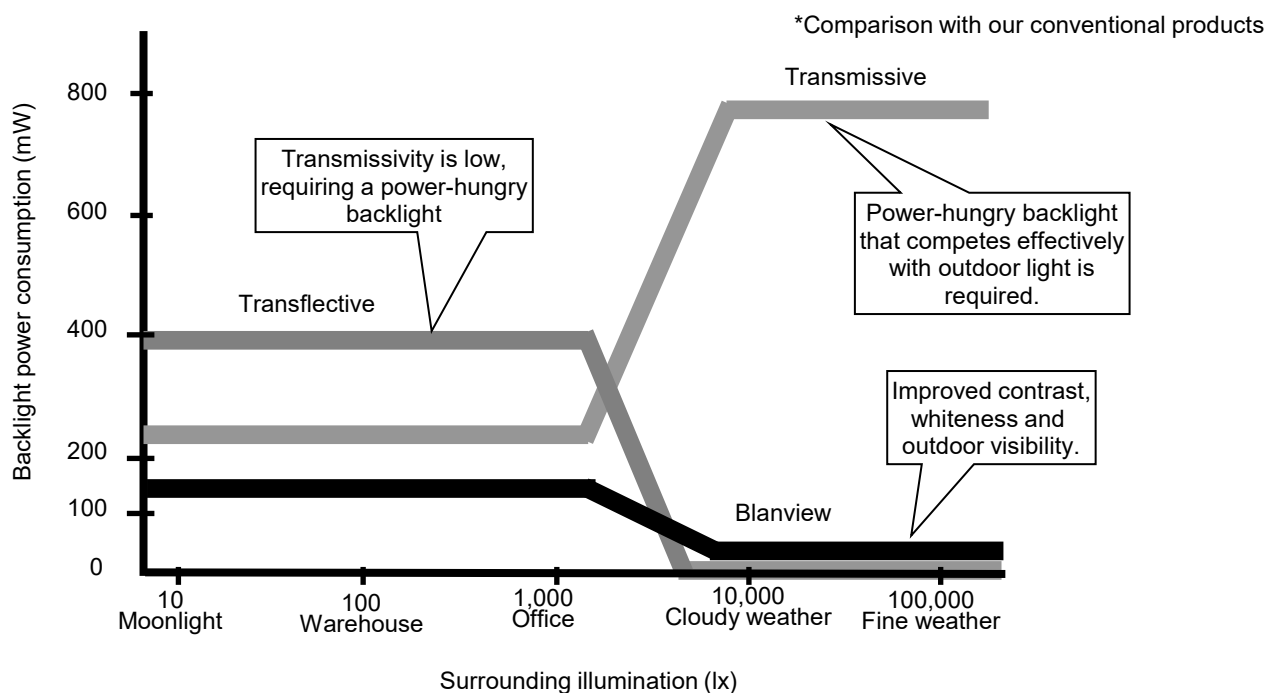 *Comparison with our conventional products
Transmissive
800
Transmissivity is low,
requiring a power-hungry
backlight
Power-hungry backlight
that competes effectively
with outdoor light is
required.
600
Backlight power consumption (mW)
Transflective
400
Improved contrast,
whiteness and
outdoor visibility.
200
100
Blanview
0
10
100
1,000
10,000
100,000
Moonlight
Warehouse
Office
Cloudy weather
Fine weather
Surrounding illumination (lx)